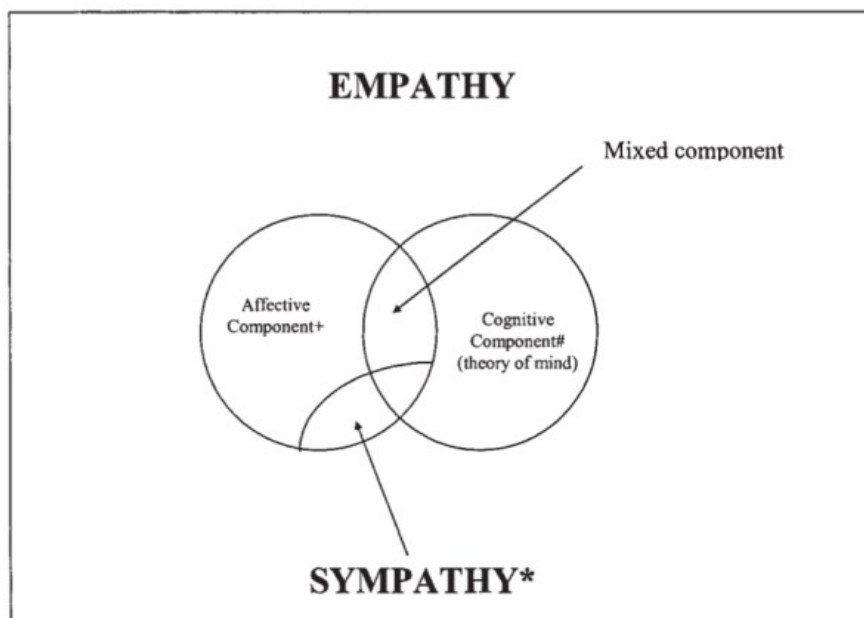 EMPATHY
Mixed component
Affective
Component+
Cognitive
Component#
(theory of mind)
SYMPATHY*